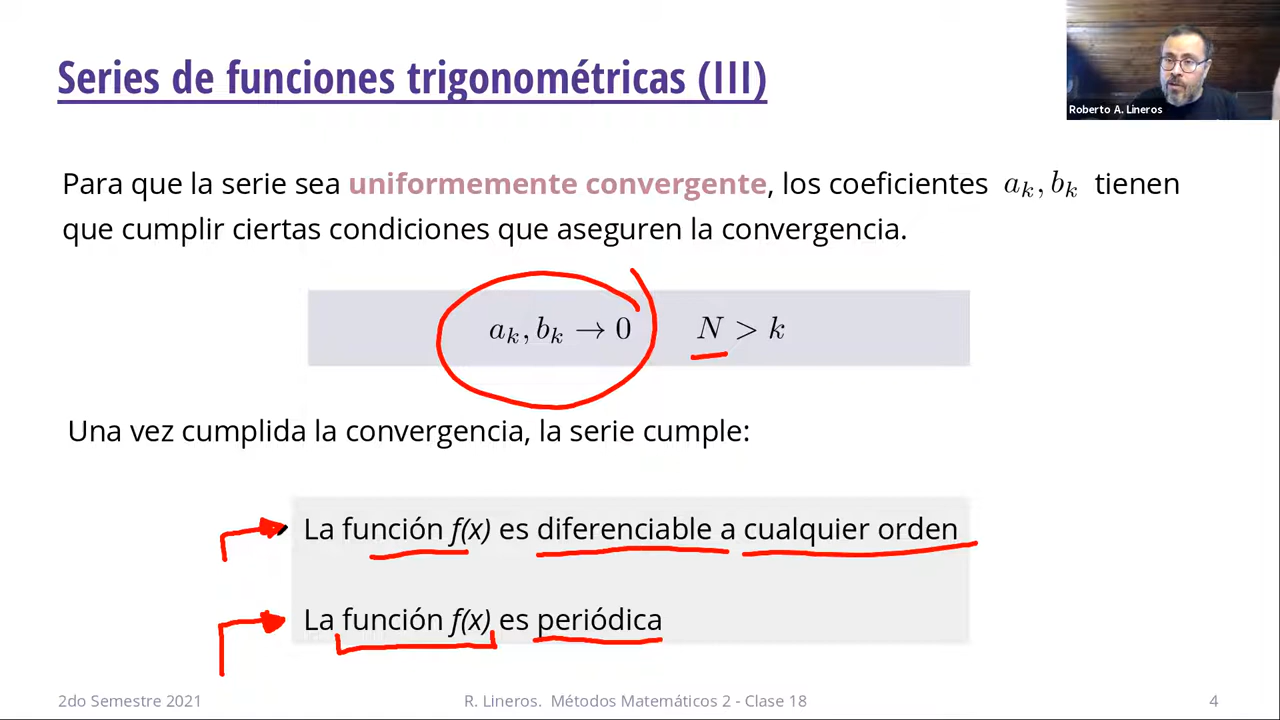 Series de funciones trigonométricas (III)
Roberto A. Lineros
Para que la serie sea uniformemente convergente, los coeficientes a_k, b_k tienen
que cumplir ciertas condiciones que aseguren la convergencia.
a_k, b_k → 0 N > k
Una vez cumplida la convergencia, la serie cumple:
La función f(x) es diferenciable a cualquier orden
La función f(x) es periódica
2do Semestre 2021 R. Lineros. Métodos Matemáticos 2 - Clase 18 4